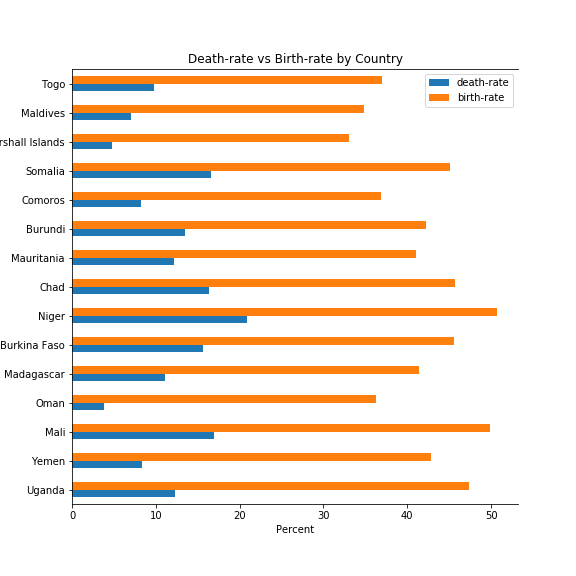 Death-rate vs Birth-rate by Country
death-rate
birth-rate
Togo
Maldives
rshall Islands
Somalia
Comoros
Burundi
Mauritania
Chad
Niger
Burkina Faso
Madagascar
Oman
Mali
Yemen
Uganda
0 10 20 30 40 50
Percent